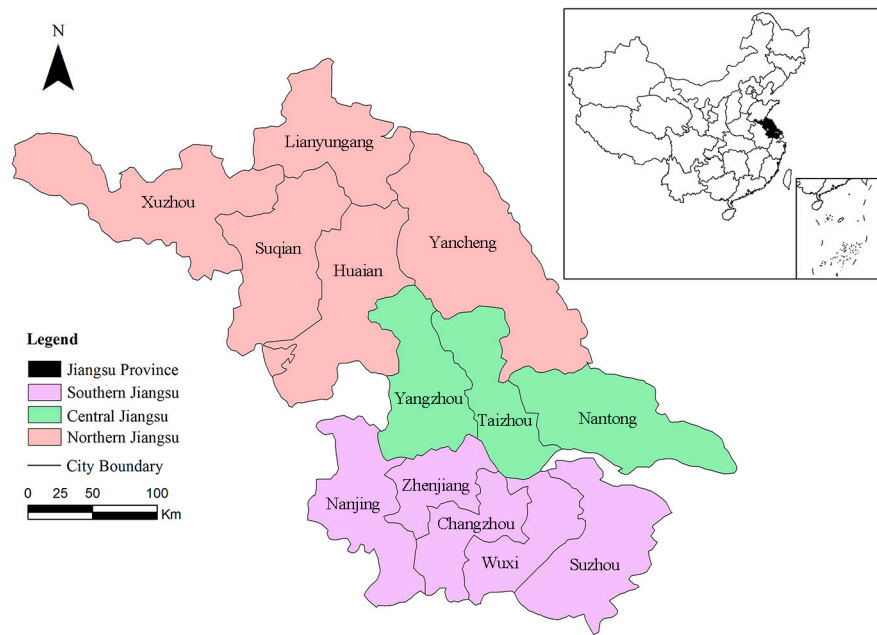 N
Lianyungang
Xuzhou
Suqian
Yancheng
Huaian
Yangzhou
Taizhou
Nantong
Zhenjiang
Nanjing
Changzhou
Wuxi
Suzhou
Legend
Jiangsu Province
Southern Jiangsu
Central Jiangsu
Northern Jiangsu
City Boundary
0 25 50 100
Km